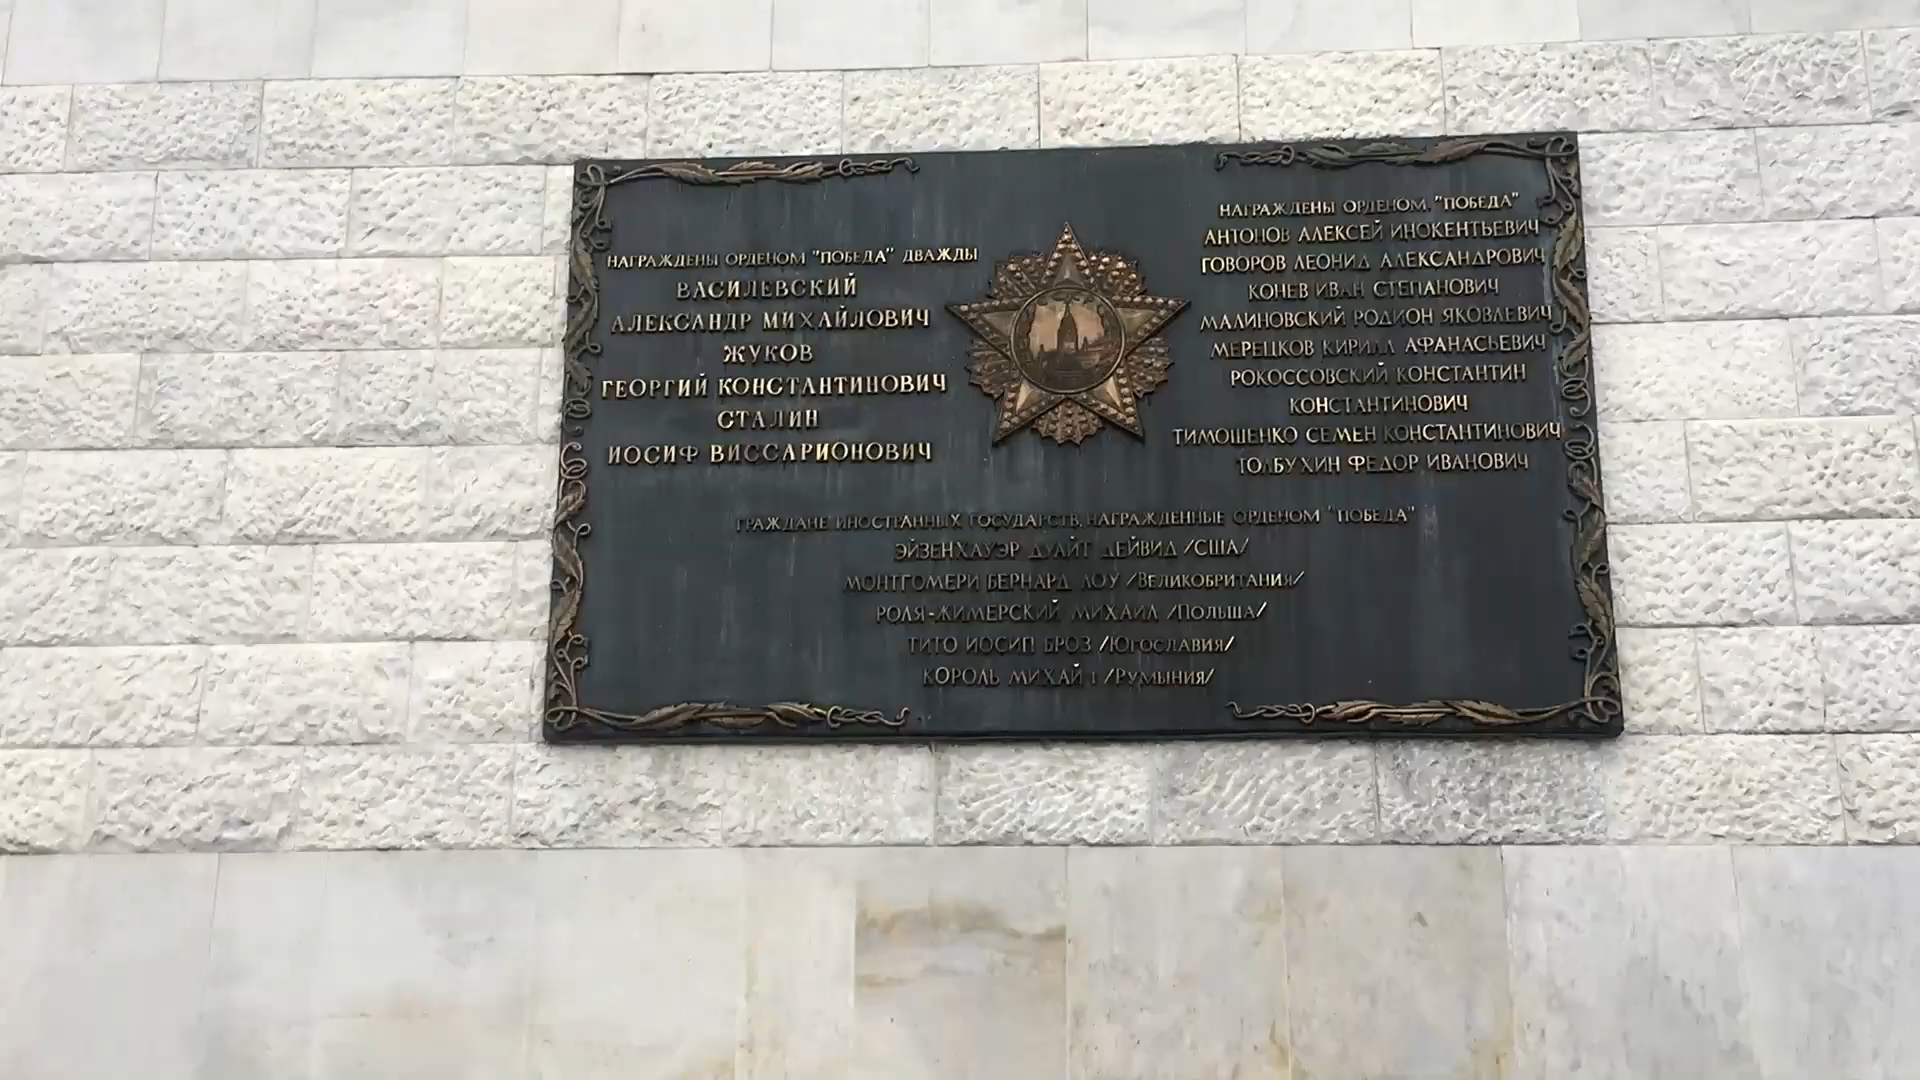 НАГРАЖДЕНЫ ОРДЕНОМ "ПОБЕДА" ДВАЖДЫ
ВАСИЛЕВСКИЙ
АЛЕКСАНДР МИХАЙЛОВИЧ
ЖУКОВ
ГЕОРГИЙ КОНСТАНТИНОВИЧ
СТАЛИН
ИОСИФ ВИССАРИОНОВИЧ
НАГРАЖДЕНЫ ОРДЕНОМ "ПОБЕДА"
АНТОНОВ АЛЕКСЕЙ ИНОКЕНТЬЕВИЧ
ГОВОРОВ ЛЕОНИД АЛЕКСАНДРОВИЧ
КОНЕВ ИВАН СТЕПАНОВИЧ
МАЛИНОВСКИЙ РОДИОН ЯКОВЛЕВИЧ
МЕРЕЦКОВ КИРИЛЛ АФАНАСЬЕВИЧ
РОКОССОВСКИЙ КОНСТАНТИН
КОНСТАНТИНОВИЧ
ТИМОШЕНКО СЕМЕН КОНСТАНТИНОВИЧ
ТОЛБУХИН ФЕДОР ИВАНОВИЧ
ГРАЖДАНЕ ИНОСТРАННЫХ ГОСУДАРСТВ, НАГРАЖДЕННЫЕ ОРДЕНОМ "ПОБЕДА"
ЭЙЗЕНХАУЭР ДУАЙТ ДЕЙВИД /США/
МОНТГОМЕРИ БЕРНАРД ЛОУ /ВЕЛИКОБРИТАНИЯ/
РОЛЯ-ЖИМЕРСКИЙ МИХАИЛ /ПОЛЬША/
ТИТО ИОСИП БРОЗ /ЮГОСЛАВИЯ/
КОРОЛЬ МИХАЙ I /РУМЫНИЯ/